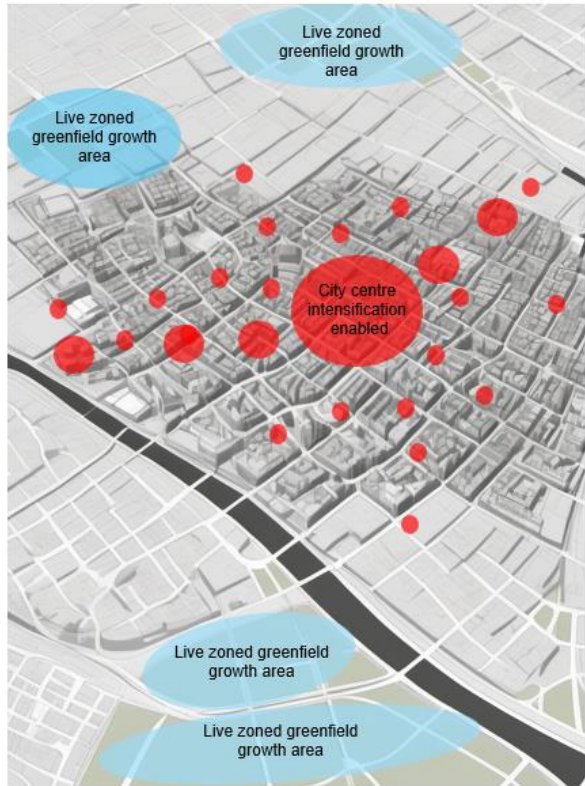 Live zoned
greenfield growth
area
Live zoned
greenfield growth
area
City centre
intensification
enabled
Live zoned greenfield
growth area
Live zoned greenfield
growth area